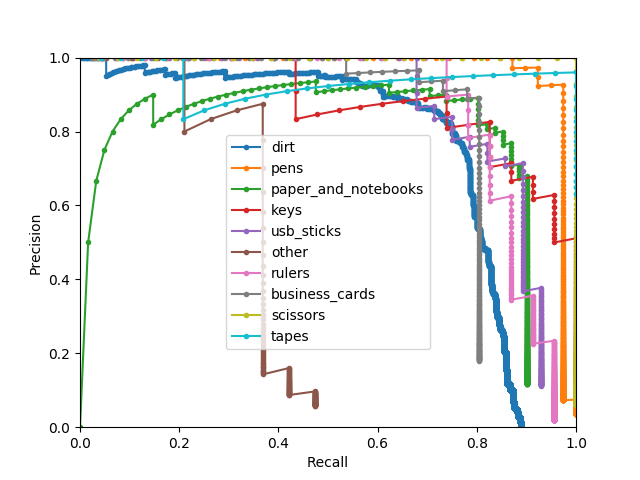 1.0
0.8
0.6
0.4
0.2
0.0
Precision
dirt
pens
paper_and_notebooks
keys
usb_sticks
other
rulers
business_cards
scissors
tapes
0.0 0.2 0.4 0.6 0.8 1.0
Recall